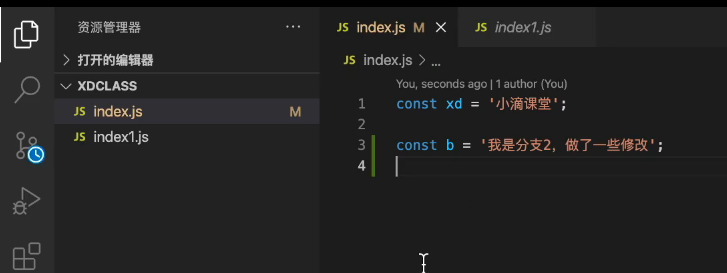 资源管理器
···
打开的编辑器
XDCLASS
JS index.js M
JS index1.js
JS index.js M ×
JS index1.js
JS index.js > ...
You, seconds ago | 1 author (You)
1 const xd = '小滴课堂';
2
3 const b = '我是分支2，做了一些修改';
4